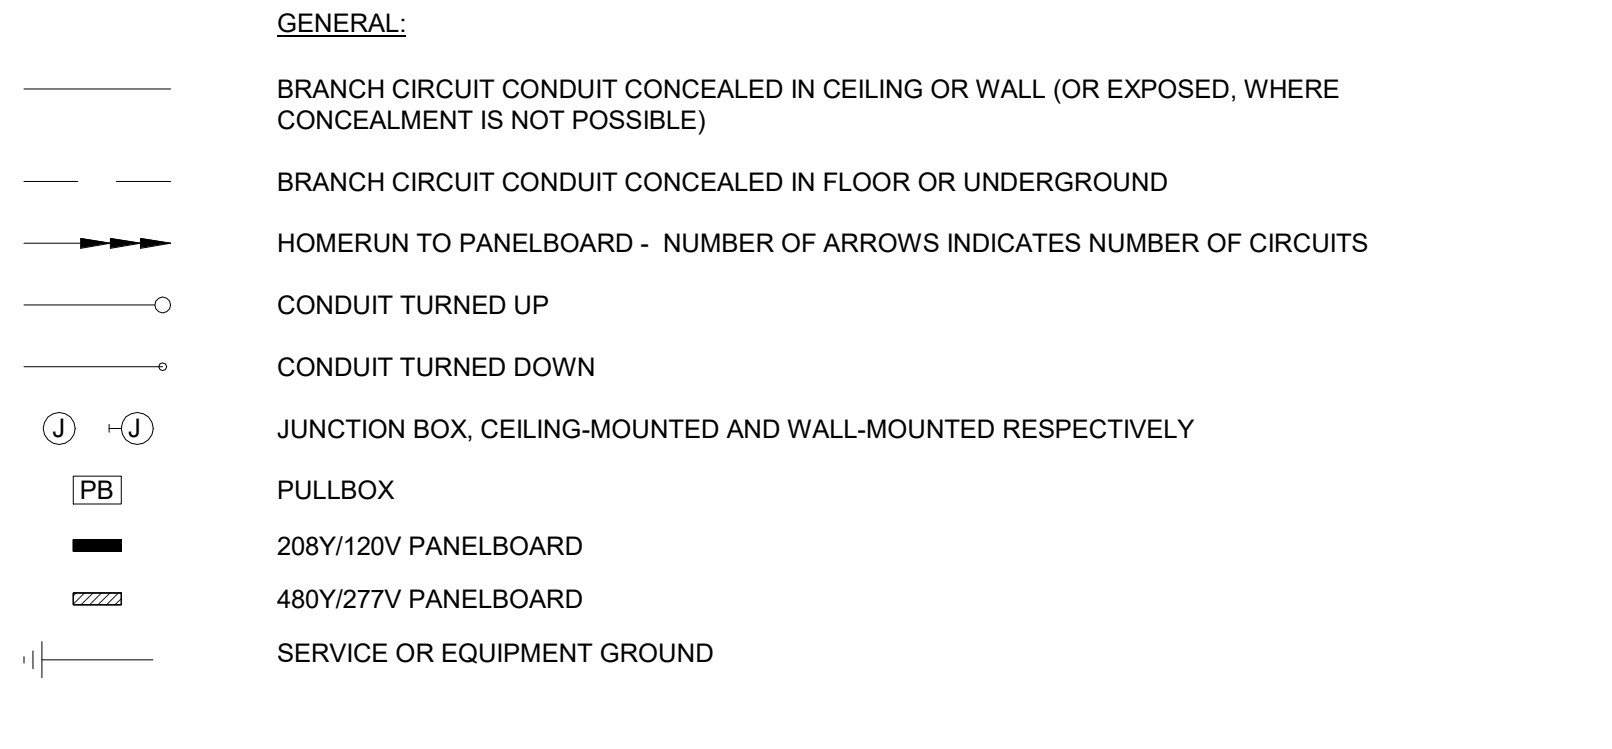 GENERAL:
BRANCH CIRCUIT CONDUIT CONCEALED IN CEILING OR WALL (OR EXPOSED, WHERE
CONCEALMENT IS NOT POSSIBLE)
BRANCH CIRCUIT CONDUIT CONCEALED IN FLOOR OR UNDERGROUND
HOMERUN TO PANELBOARD - NUMBER OF ARROWS INDICATES NUMBER OF CIRCUITS
CONDUIT TURNED UP
CONDUIT TURNED DOWN
J J JUNCTION BOX, CEILING-MOUNTED AND WALL-MOUNTED RESPECTIVELY
PB PULLBOX
208Y/120V PANELBOARD
480Y/277V PANELBOARD
SERVICE OR EQUIPMENT GROUND